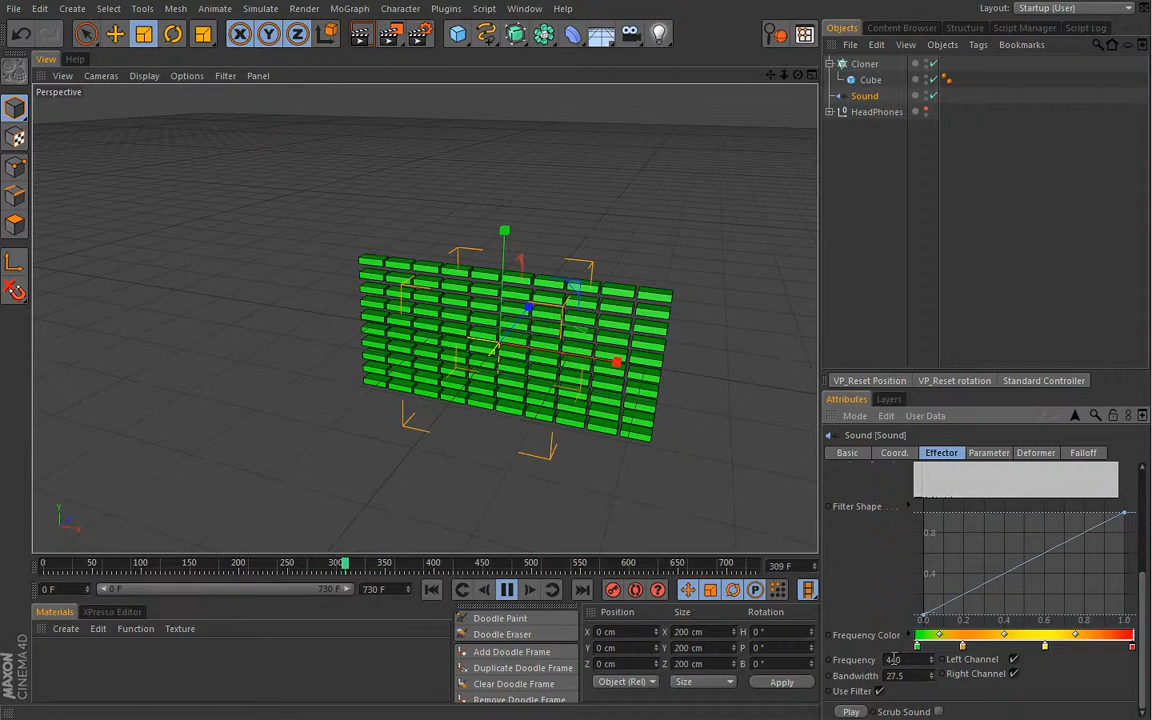 File Edit Create Select Tools Mesh Animate Simulate Render MoGraph Character Plugins Script Window Help
Layout: Startup (User)
Objects Content Browser Structure Script Manager Script Log
File Edit View Objects Tags Bookmarks
View Help
View Cameras Display Options Filter Panel
Perspective
Cloner
Cube
Sound
HeadPhones
VP_Reset Position VP_Reset rotation Standard Controller
Attributes Layers
Mode Edit User Data
Sound [Sound]
Basic Coord. Effector Parameter Deformer Falloff
Filter Shape . . .
0.8
0.4
0.0 0.2 0.4 0.6 0.8 1.0
Frequency Color
Frequency 440 Left Channel
Bandwidth 27.5 Right Channel
Use Filter
Play Scrub Sound
Y
X
0 50 100 150 200 250 300 350 400 450 500 550 600 650 700 309 F
0 F 0 F 730 F 730 F
Materials XPresso Editor
Create Edit Function Texture
Doodle Paint
Doodle Eraser
Add Doodle Frame
Duplicate Doodle Frame
Clear Doodle Frame
Remove Doodle Frame
Position Size Rotation
X 0 cm X 200 cm H 0 °
Y 0 cm Y 200 cm P 0 °
Z 0 cm Z 200 cm B 0 °
Object (Rel) Size Apply
MAXON
CINEMA 4D